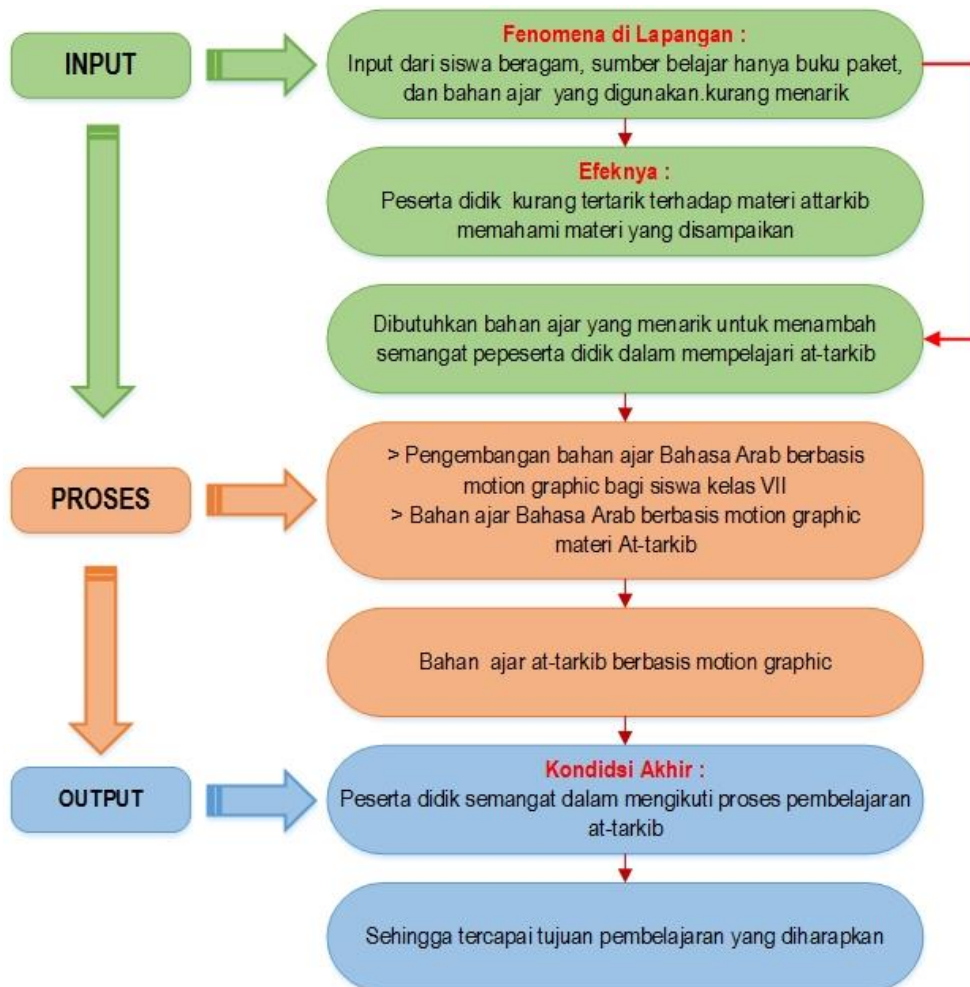 INPUT
Fenomena di Lapangan :
Input dari siswa beragam, sumber belajar hanya buku paket,
dan bahan ajar yang digunakan.kurang menarik
Efeknya :
Peserta didik kurang tertarik terhadap materi attarkib
memahami materi yang disampaikan
Dibutuhkan bahan ajar yang menarik untuk menambah
semangat pepeserta didik dalam mempelajari at-tarkib
PROSES
> Pengembangan bahan ajar Bahasa Arab berbasis
motion graphic bagi siswa kelas VII
> Bahan ajar Bahasa Arab berbasis motion graphic
materi At-tarkib
Bahan ajar at-tarkib berbasis motion graphic
OUTPUT
Kondidsi Akhir :
Peserta didik semangat dalam mengikuti proses pembelajaran
at-tarkib
Sehingga tercapai tujuan pembelajaran yang diharapkan